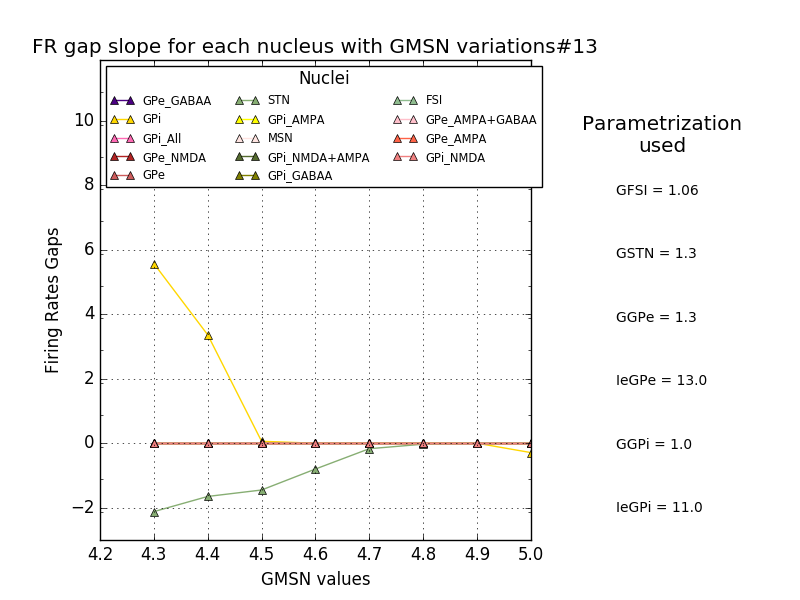 FR gap slope for each nucleus with GMSN variations#13
Nuclei
GPe_GABAA STN FSI
GPi GPi_AMPA GPe_AMPA+GABAA
GPi_All MSN GPe_AMPA
GPe_NMDA GPi_NMDA+AMPA GPi_NMDA
GPe GPi_GABAA
10
8
6
4
2
0
−2
Firing Rates Gaps
4.2 4.3 4.4 4.5 4.6 4.7 4.8 4.9 5.0
GMSN values
Parametrization
used
GFSI = 1.06
GSTN = 1.3
GGPe = 1.3
IeGPe = 13.0
GGPi = 1.0
IeGPi = 11.0